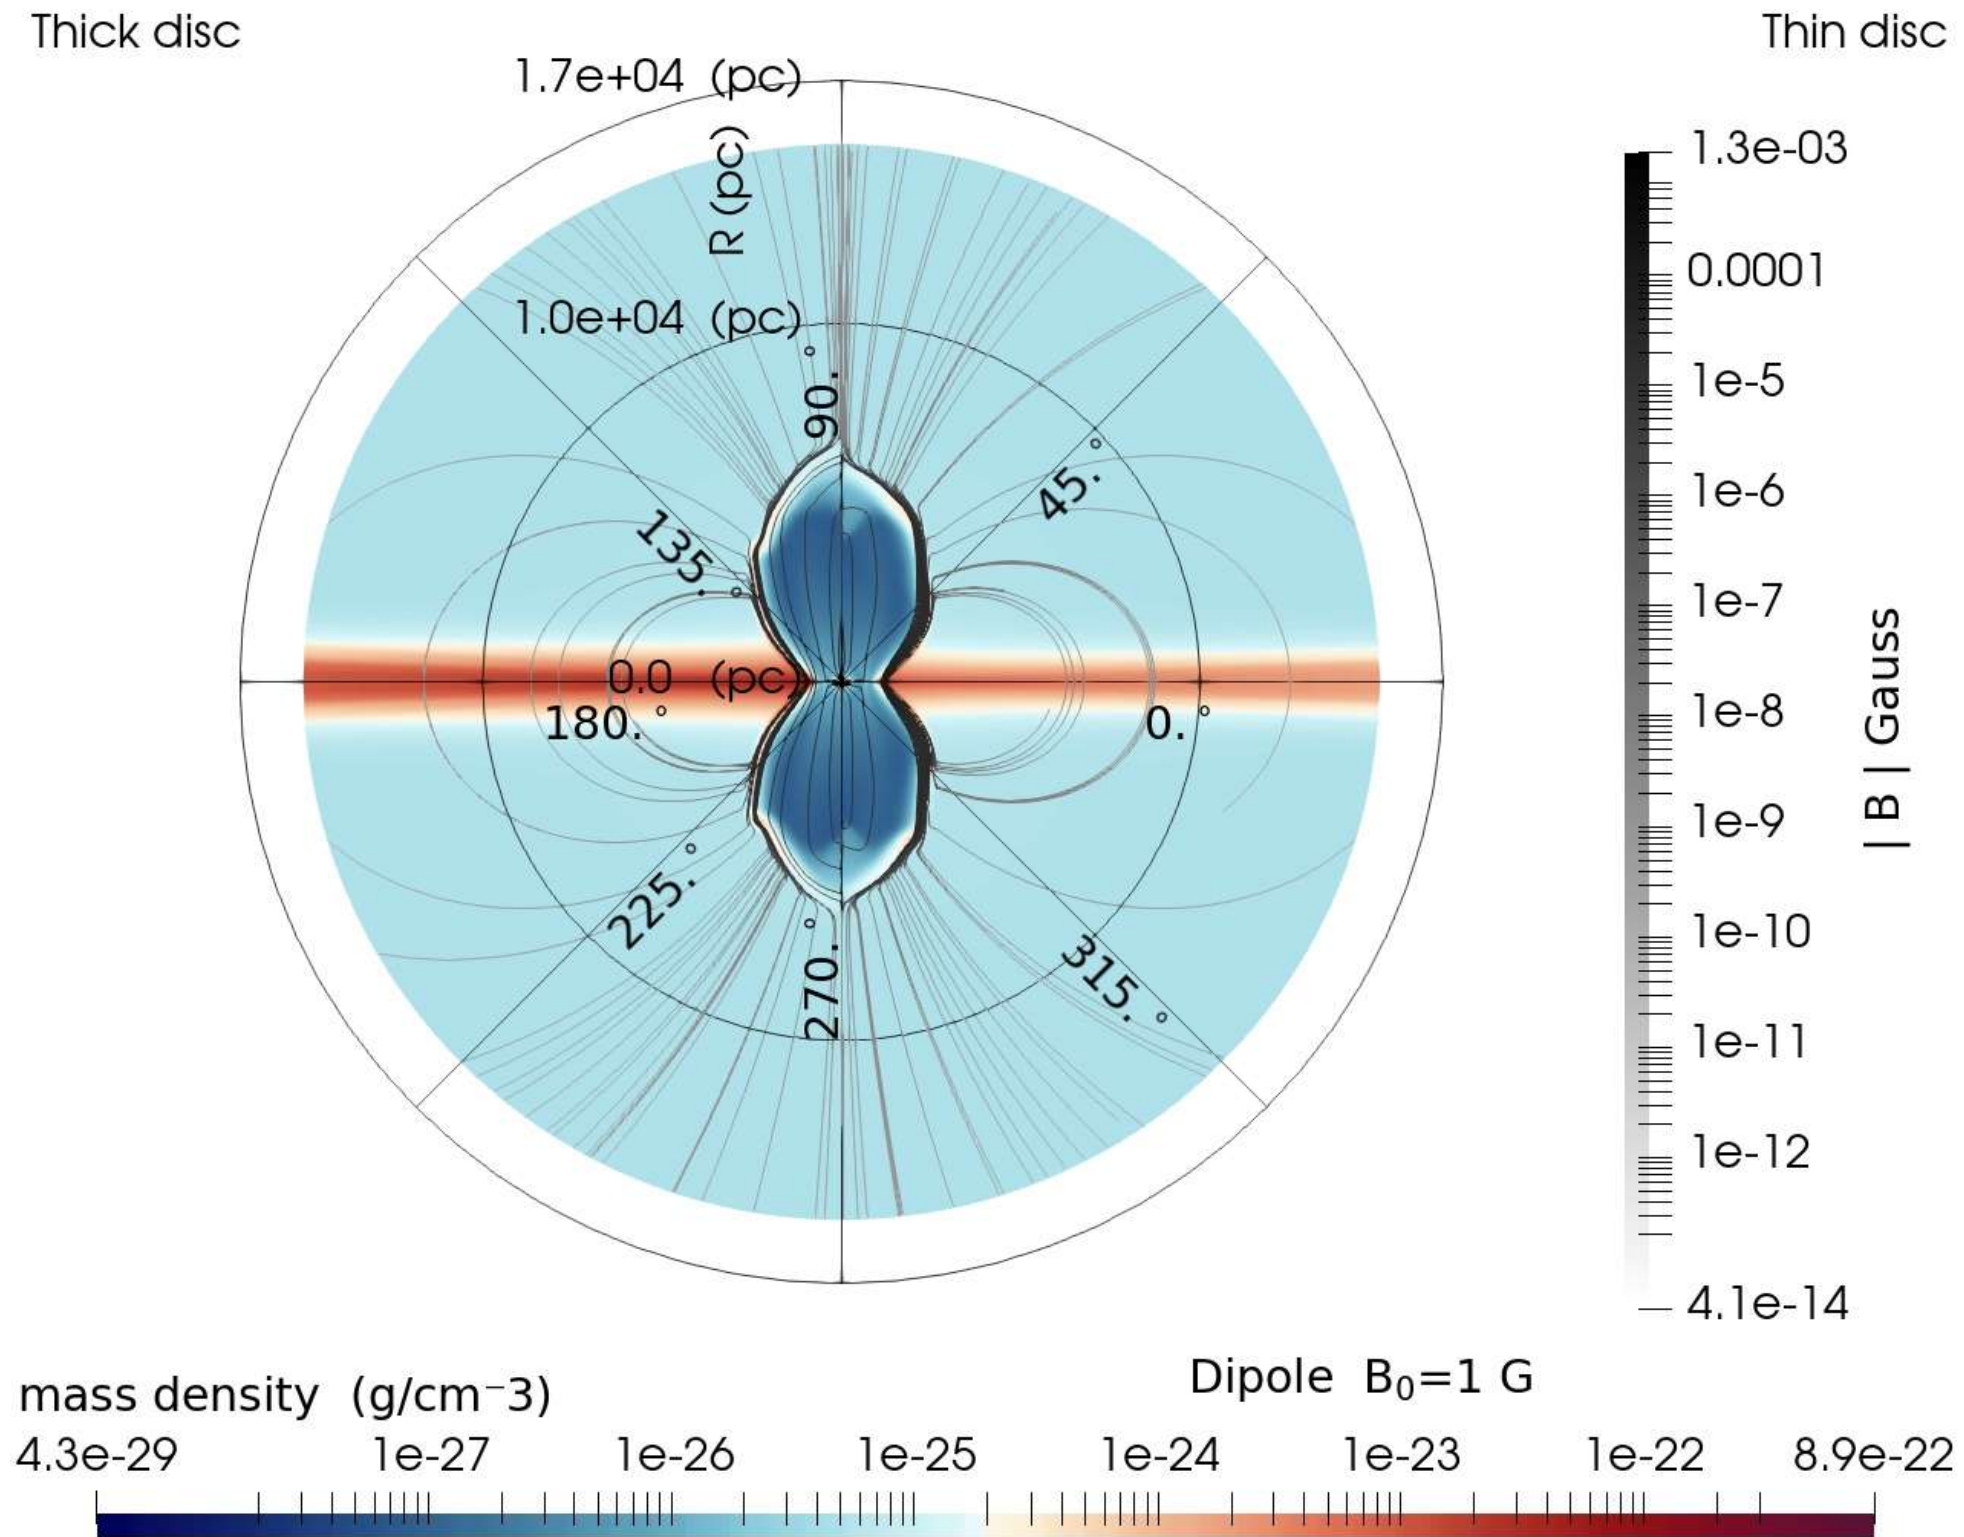 Thick disc
Thin disc
1.7e+04 (pc)
R (pc)
1.0e+04 (pc)
90.°
45.°
135.°
0.0 (pc)
180.°
0.°
225.°
270.°
315.°
1.3e-03
0.0001
1e-5
1e-6
1e-7
1e-8
1e-9
1e-10
1e-11
1e-12
4.1e-14
| B | Gauss
Dipole B₀=1 G
mass density (g/cm⁻3)
4.3e-29 1e-27 1e-26 1e-25 1e-24 1e-23 1e-22 8.9e-22